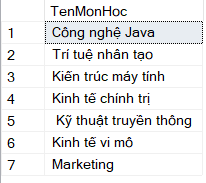 TenMonHoc
1 Công nghệ Java
2 Trí tuệ nhân tạo
3 Kiến trúc máy tính
4 Kinh tế chính trị
5 Kỹ thuật truyền thông
6 Kinh tế vi mô
7 Marketing